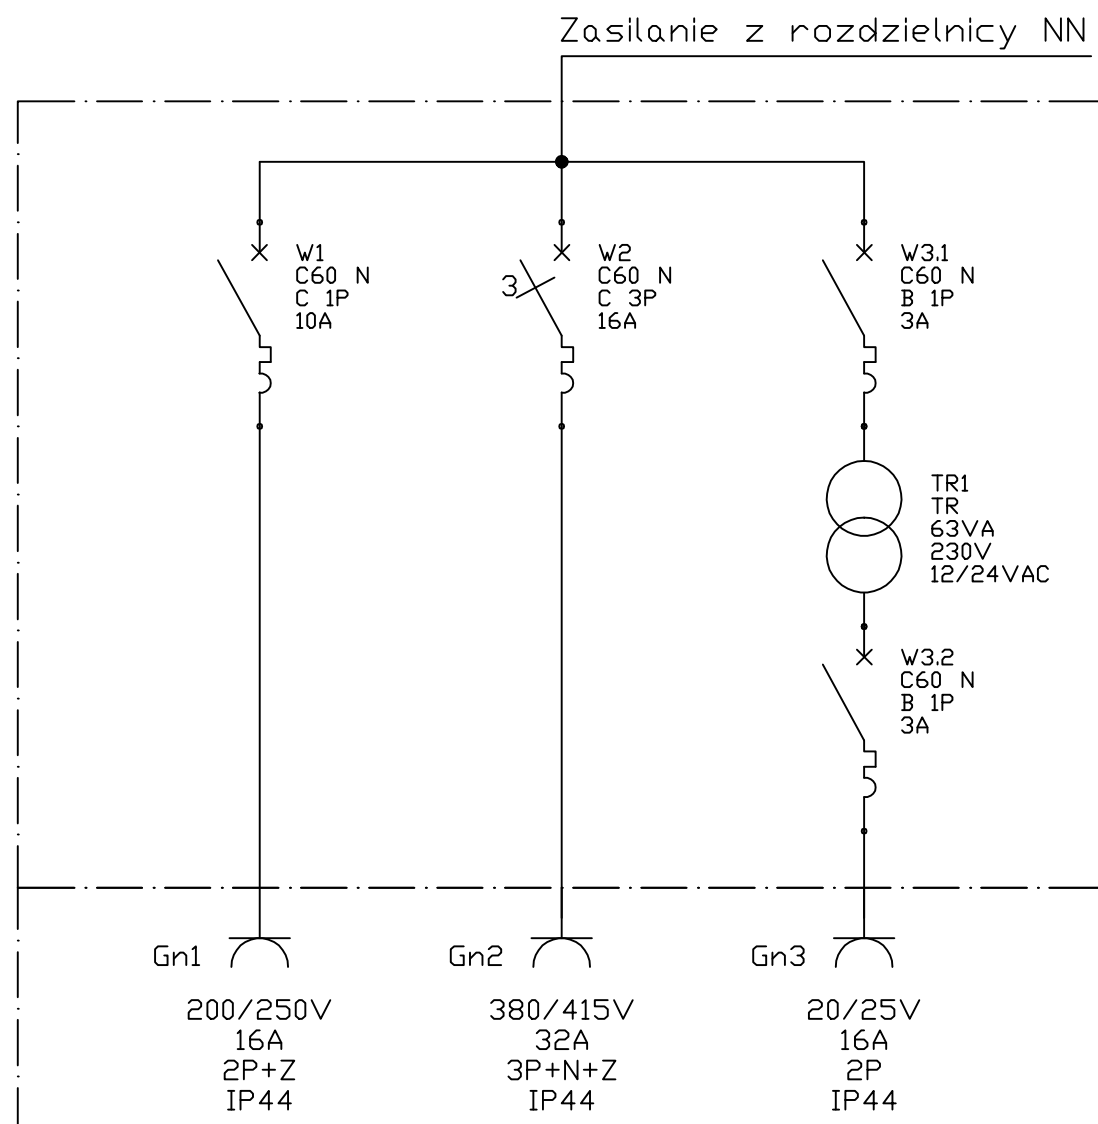 Zasilanie z rozdzielnicy NN
W1
C60 N
C 1P
10A
3
W2
C60 N
C 3P
16A
W3.1
C60 N
B 1P
3A
TR1
TR
63VA
230V
12/24VAC
W3.2
C60 N
B 1P
3A
Gn1
200/250V
16A
2P+Z
IP44
Gn2
380/415V
32A
3P+N+Z
IP44
Gn3
20/25V
16A
2P
IP44